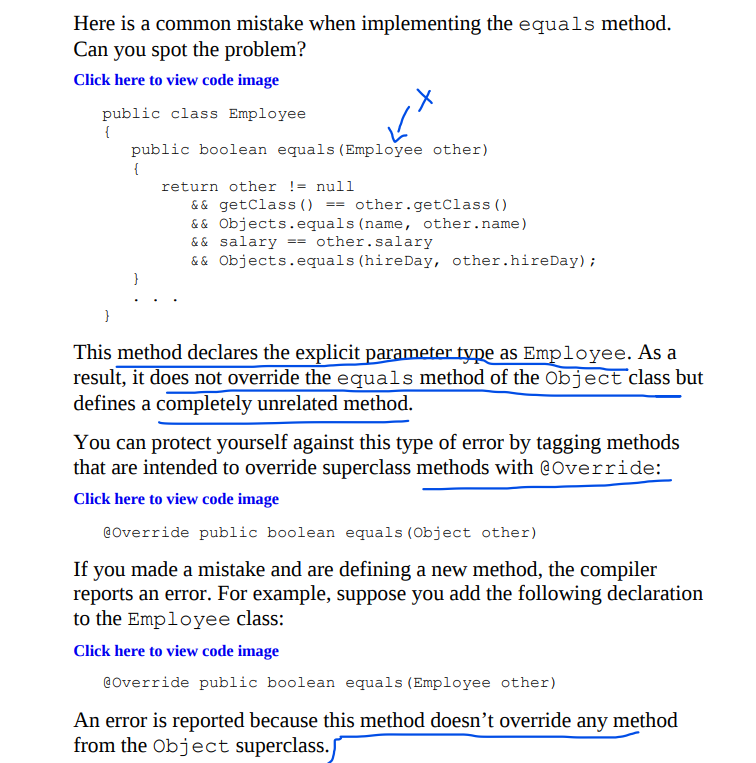 Here is a common mistake when implementing the equals method.
Can you spot the problem?
Click here to view code image
X
public class Employee
{
public boolean equals(Employee other)
{
return other != null
&& getClass() == other.getClass()
&& Objects.equals(name, other.name)
&& salary == other.salary
&& Objects.equals(hireDay, other.hireDay);
}
. . .
}
This method declares the explicit parameter type as Employee. As a
result, it does not override the equals method of the Object class but
defines a completely unrelated method.
You can protect yourself against this type of error by tagging methods
that are intended to override superclass methods with @Override:
Click here to view code image
@Override public boolean equals(Object other)
If you made a mistake and are defining a new method, the compiler
reports an error. For example, suppose you add the following declaration
to the Employee class:
Click here to view code image
@Override public boolean equals(Employee other)
An error is reported because this method doesn’t override any method
from the Object superclass.